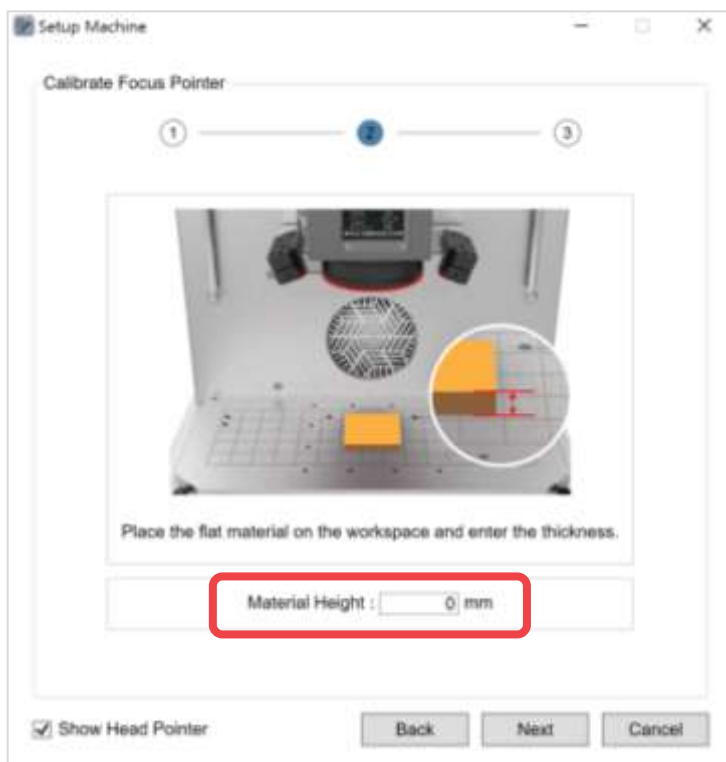 Setup Machine
Calibrate Focus Pointer
1
2
3
Place the flat material on the workspace and enter the thickness.
Material Height : 0 mm
Show Head Pointer
Back
Next
Cancel